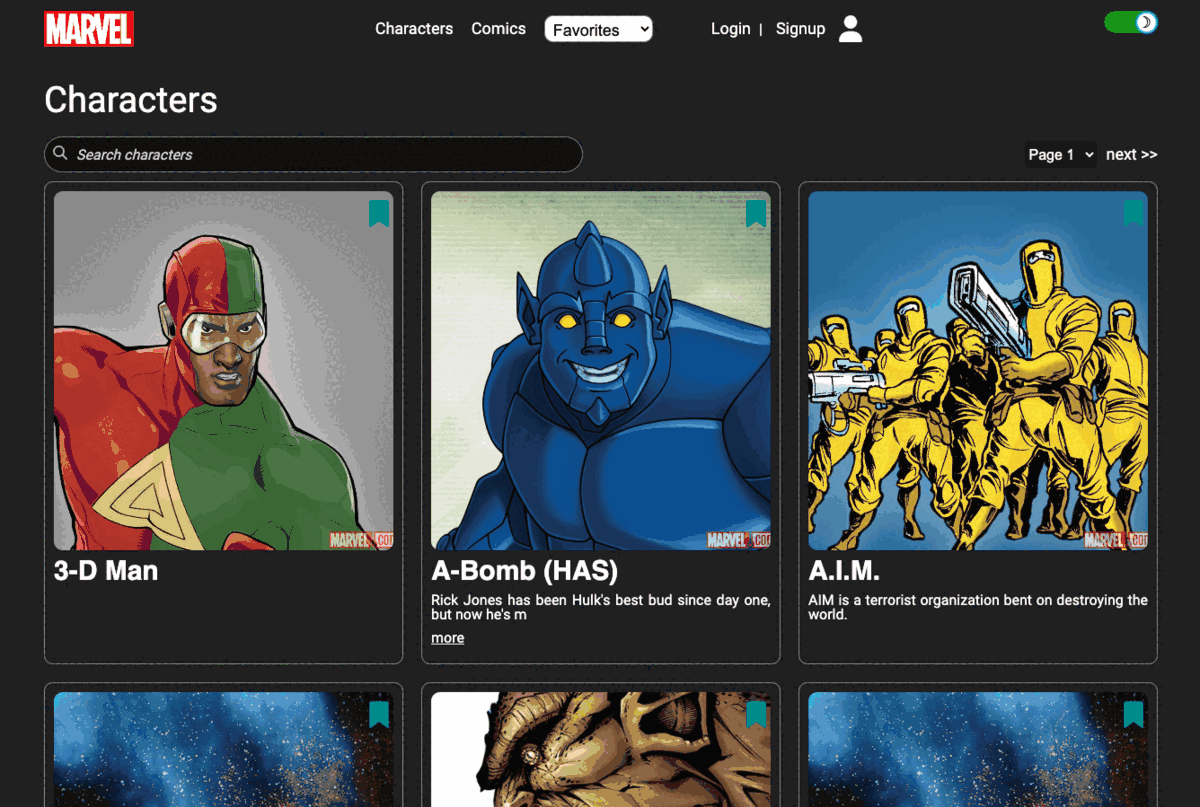 MARVEL
Characters Comics Favorites Login | Signup
Characters
Search characters
Page 1 next >>
MARVEL.COM
MARVEL.COM
MARVEL.COM
3-D Man
A-Bomb (HAS)
A.I.M.
Rick Jones has been Hulk's best bud since day one,
but now he's m
AIM is a terrorist organization bent on destroying the
world.
more